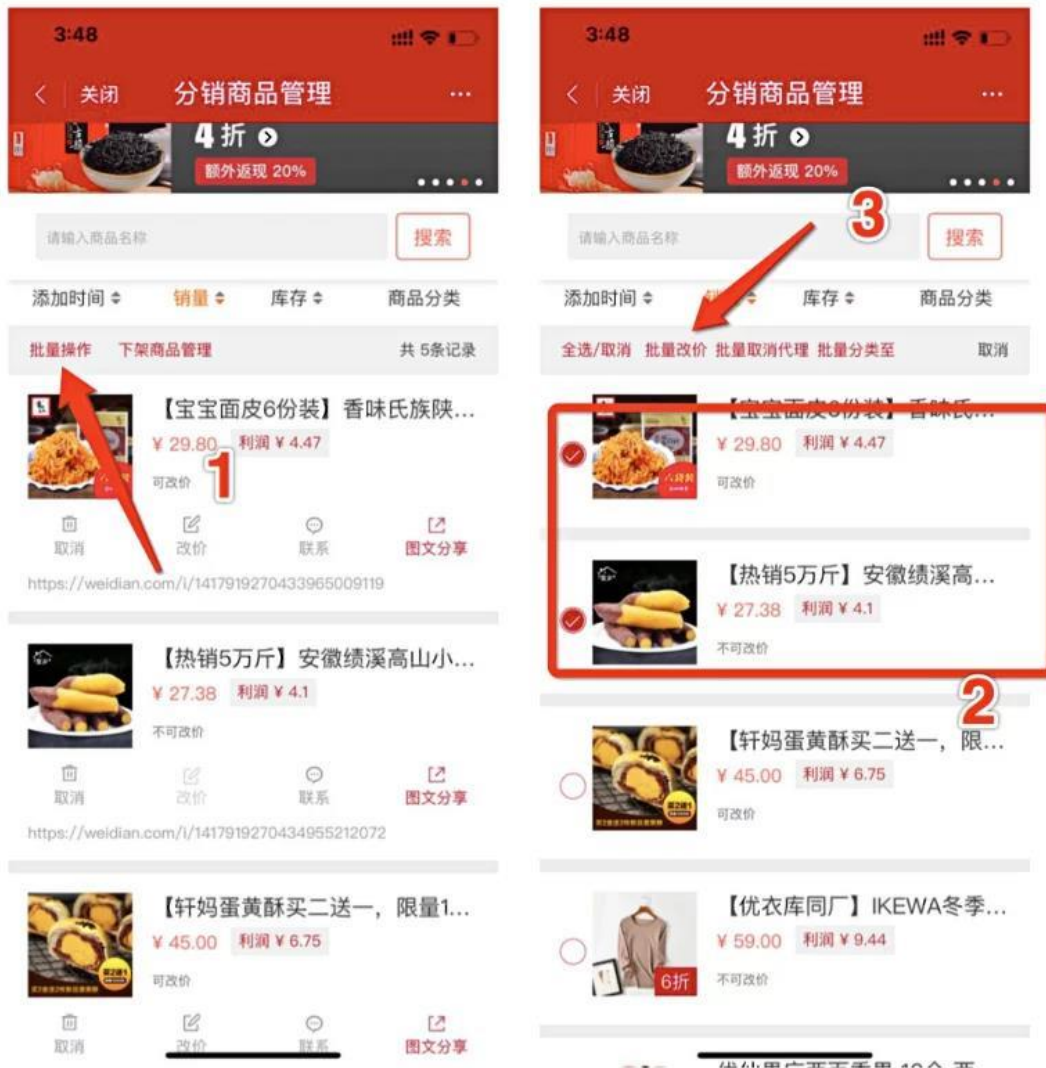 3:48
关闭
分销商品管理
4折
额外返现 20%
请输入商品名称
搜索
添加时间
销量
库存
商品分类
批量操作
下架商品管理
共 5条记录
【宝宝面皮6份装】香味氏族陕...
¥ 29.80
利润 ¥ 4.47
可改价
1
取消
改价
联系
图文分享
https://weidian.com/i/1417919270433965009119
【热销5万斤】安徽绩溪高山小...
¥ 27.38
利润 ¥ 4.1
不可改价
取消
改价
联系
图文分享
https://weidian.com/i/1417919270434955212072
【轩妈蛋黄酥买二送一，限量1...
¥ 45.00
利润 ¥ 6.75
可改价
取消
改价
联系
图文分享
3:48
关闭
分销商品管理
4折
额外返现 20%
3
请输入商品名称
搜索
添加时间
库存
商品分类
全选/取消
批量改价
批量取消代理
批量分类至
取消
【宝宝面皮6份装】香味氏...
¥ 29.80
利润 ¥ 4.47
可改价
【热销5万斤】安徽绩溪高...
¥ 27.38
利润 ¥ 4.1
不可改价
2
【轩妈蛋黄酥买二送一，限...
¥ 45.00
利润 ¥ 6.75
可改价
【优衣库同厂】IKEWA冬季...
¥ 59.00
利润 ¥ 9.44
6折
不可改价